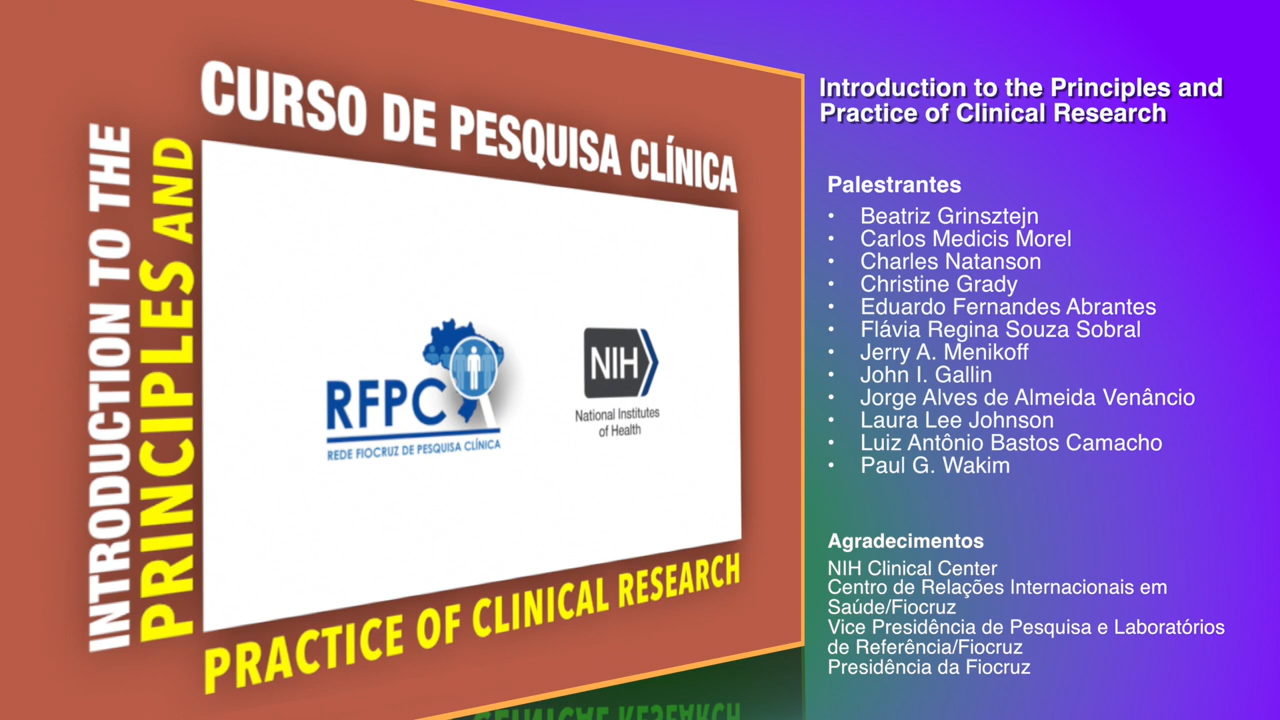 CURSO DE PESQUISA CLÍNICA
INTRODUCTION TO THE
PRINCIPLES AND
PRACTICE OF CLINICAL RESEARCH
RFPC
REDE FIOCRUZ DE PESQUISA CLÍNICA
NIH
National Institutes
of Health
Introduction to the Principles and
Practice of Clinical Research
Palestrantes
• Beatriz Grinsztejn
• Carlos Medicis Morel
• Charles Natanson
• Christine Grady
• Eduardo Fernandes Abrantes
• Flávia Regina Souza Sobral
• Jerry A. Menikoff
• John I. Gallin
• Jorge Alves de Almeida Venâncio
• Laura Lee Johnson
• Luiz Antônio Bastos Camacho
• Paul G. Wakim
Agradecimentos
NIH Clinical Center
Centro de Relações Internacionais em
Saúde/Fiocruz
Vice Presidência de Pesquisa e Laboratórios
de Referência/Fiocruz
Presidência da Fiocruz